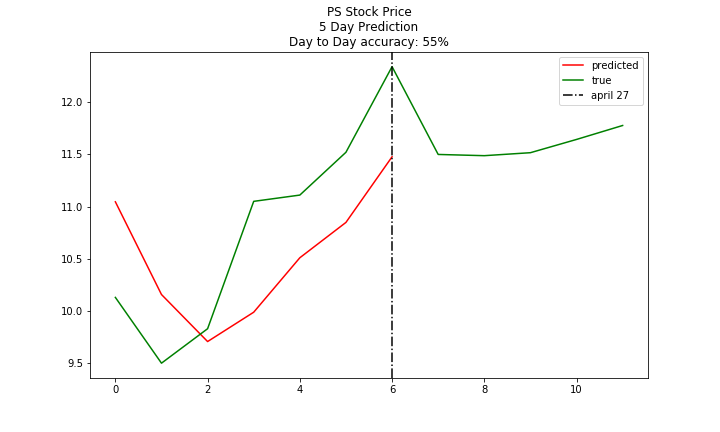 PS Stock Price
5 Day Prediction
Day to Day accuracy: 55%
predicted
true
april 27
12.0
11.5
11.0
10.5
10.0
9.5
0 2 4 6 8 10